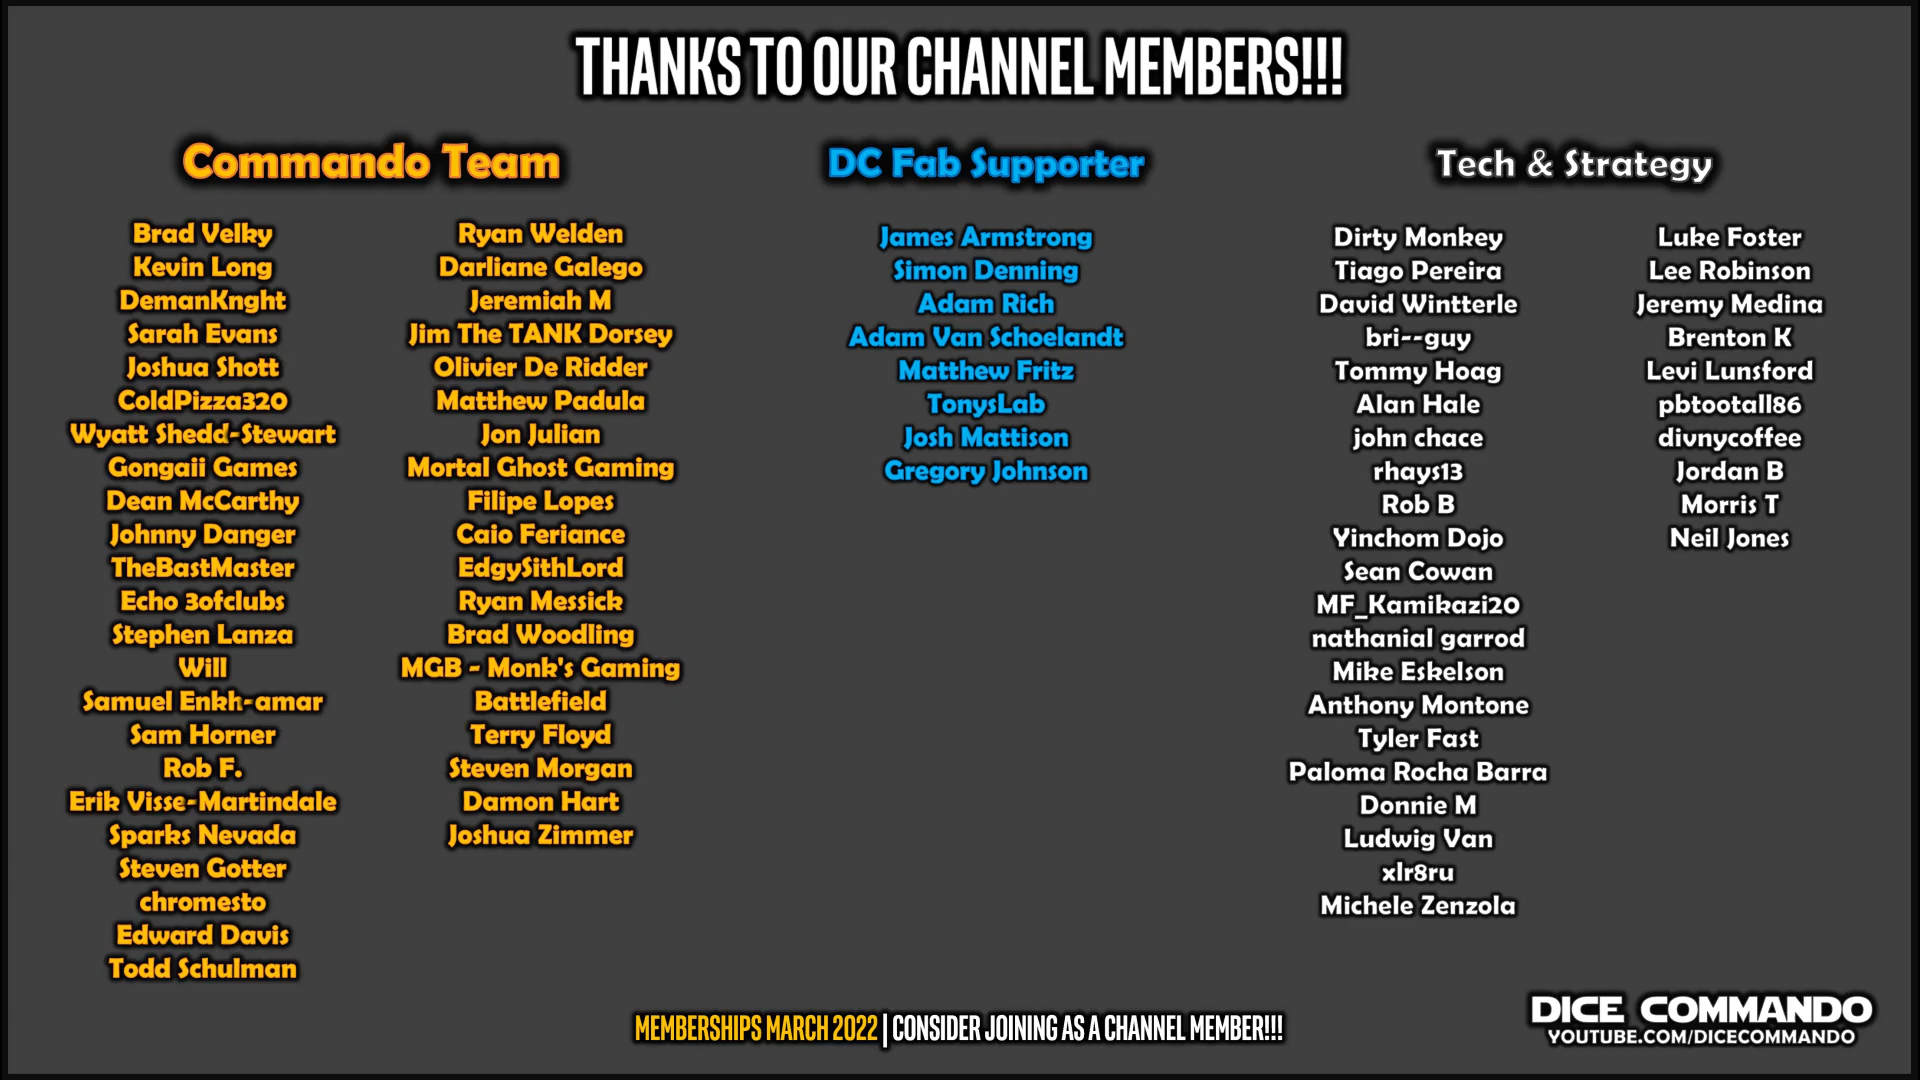 THANKS TO OUR CHANNEL MEMBERS!!!
Commando Team
Brad Velky
Kevin Long
DemanKnght
Sarah Evans
Joshua Shott
ColdPizza320
Wyatt Shedd-Stewart
Gongaii Games
Dean McCarthy
Johnny Danger
TheBastMaster
Echo 3ofclubs
Stephen Lanza
Will
Samuel Enkh-amar
Sam Horner
Rob F.
Erik Visse-Martindale
Sparks Nevada
Steven Gotter
chromesto
Edward Davis
Todd Schulman
Ryan Welden
Darliane Galego
Jeremiah M
Jim The TANK Dorsey
Olivier De Ridder
Matthew Padula
Jon Julian
Mortal Ghost Gaming
Filipe Lopes
Caio Feriance
EdgySithLord
Ryan Messick
Brad Woodling
MGB - Monk's Gaming
Battlefield
Terry Floyd
Steven Morgan
Damon Hart
Joshua Zimmer
DC Fab Supporter
James Armstrong
Simon Denning
Adam Rich
Adam Van Schoelandt
Matthew Fritz
TonysLab
Josh Mattison
Gregory Johnson
Tech & Strategy
Dirty Monkey
Tiago Pereira
David Wintterle
bri--guy
Tommy Hoag
Alan Hale
john chace
rhays13
Rob B
Yinchom Dojo
Sean Cowan
MF_Kamikazi20
nathanial garrod
Mike Eskelson
Anthony Montone
Tyler Fast
Paloma Rocha Barra
Donnie M
Ludwig Van
xlr8ru
Michele Zenzola
Luke Foster
Lee Robinson
Jeremy Medina
Brenton K
Levi Lunsford
pbtootall86
divnycoffee
Jordan B
Morris T
Neil Jones
MEMBERSHIPS MARCH 2022 | CONSIDER JOINING AS A CHANNEL MEMBER!!!
DICE COMMANDO
YOUTUBE.COM/DICECOMMANDO